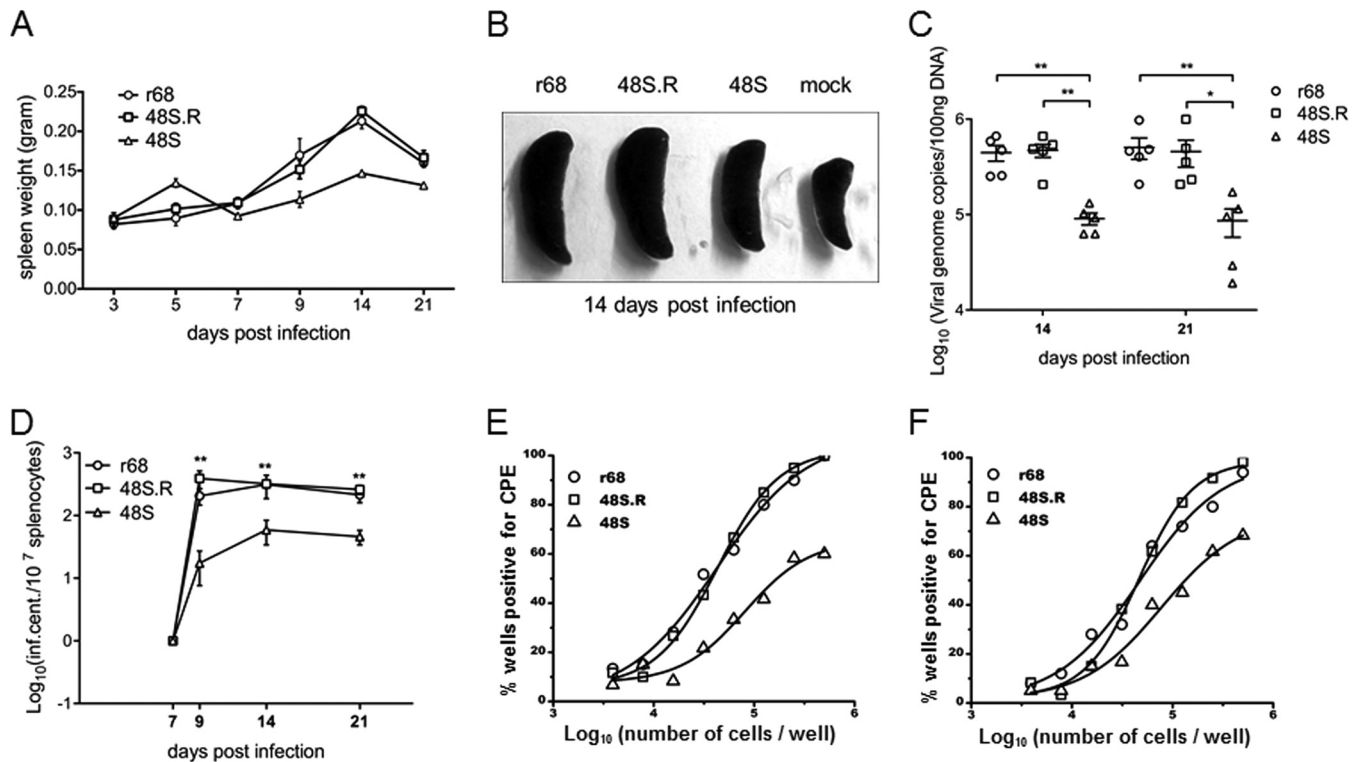 A
spleen weight (gram)
0.25
0.20
0.15
0.10
0.05
0.00
r68
48S.R
48S
3 5 7 9 14 21
days post infection
B
r68 48S.R 48S mock
14 days post infection
C
Log10 (Viral genome copies/100ng DNA)
6
5
4
** **
** *
r68
48S.R
48S
14 21
days post infection
D
Log10(inf.cent./10^7 splenocytes)
3
2
1
0
-1
r68
48S.R
48S
** ** **
7 9 14 21
days post infection
E
% wells positive for CPE
100
80
60
40
20
0
r68
48S.R
48S
3 4 5 6
Log10 (number of cells / well)
F
% wells positive for CPE
100
80
60
40
20
0
r68
48S.R
48S
3 4 5 6
Log10 (number of cells / well)